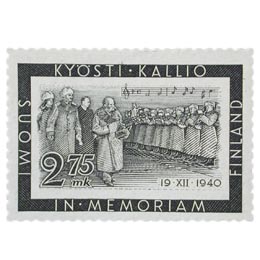 KYÖSTI · KALLIO
SUOMI
FINLAND
2 75
mk
19 · XII · 1940
IN · MEMORIAM